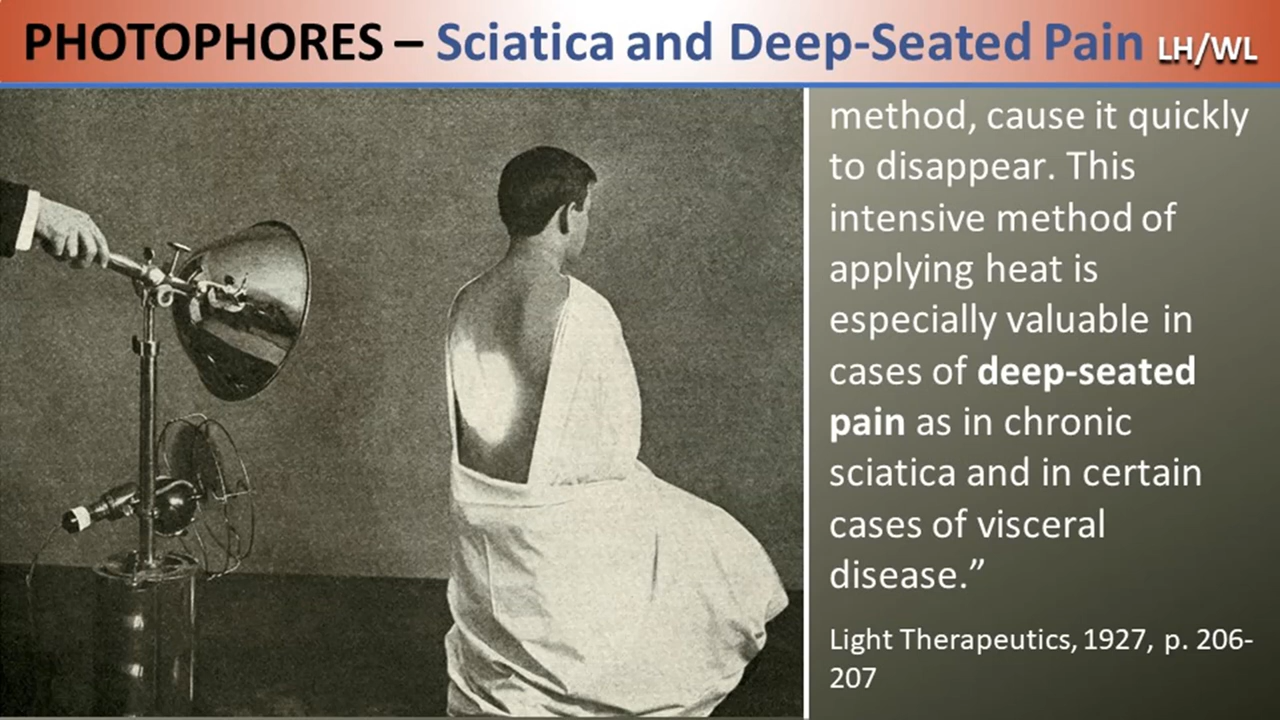 PHOTOPHORES – Sciatica and Deep-Seated Pain LH/WL
method, cause it quickly
to disappear. This
intensive method of
applying heat is
especially valuable in
cases of deep-seated
pain as in chronic
sciatica and in certain
cases of visceral
disease.”
Light Therapeutics, 1927, p. 206-
207